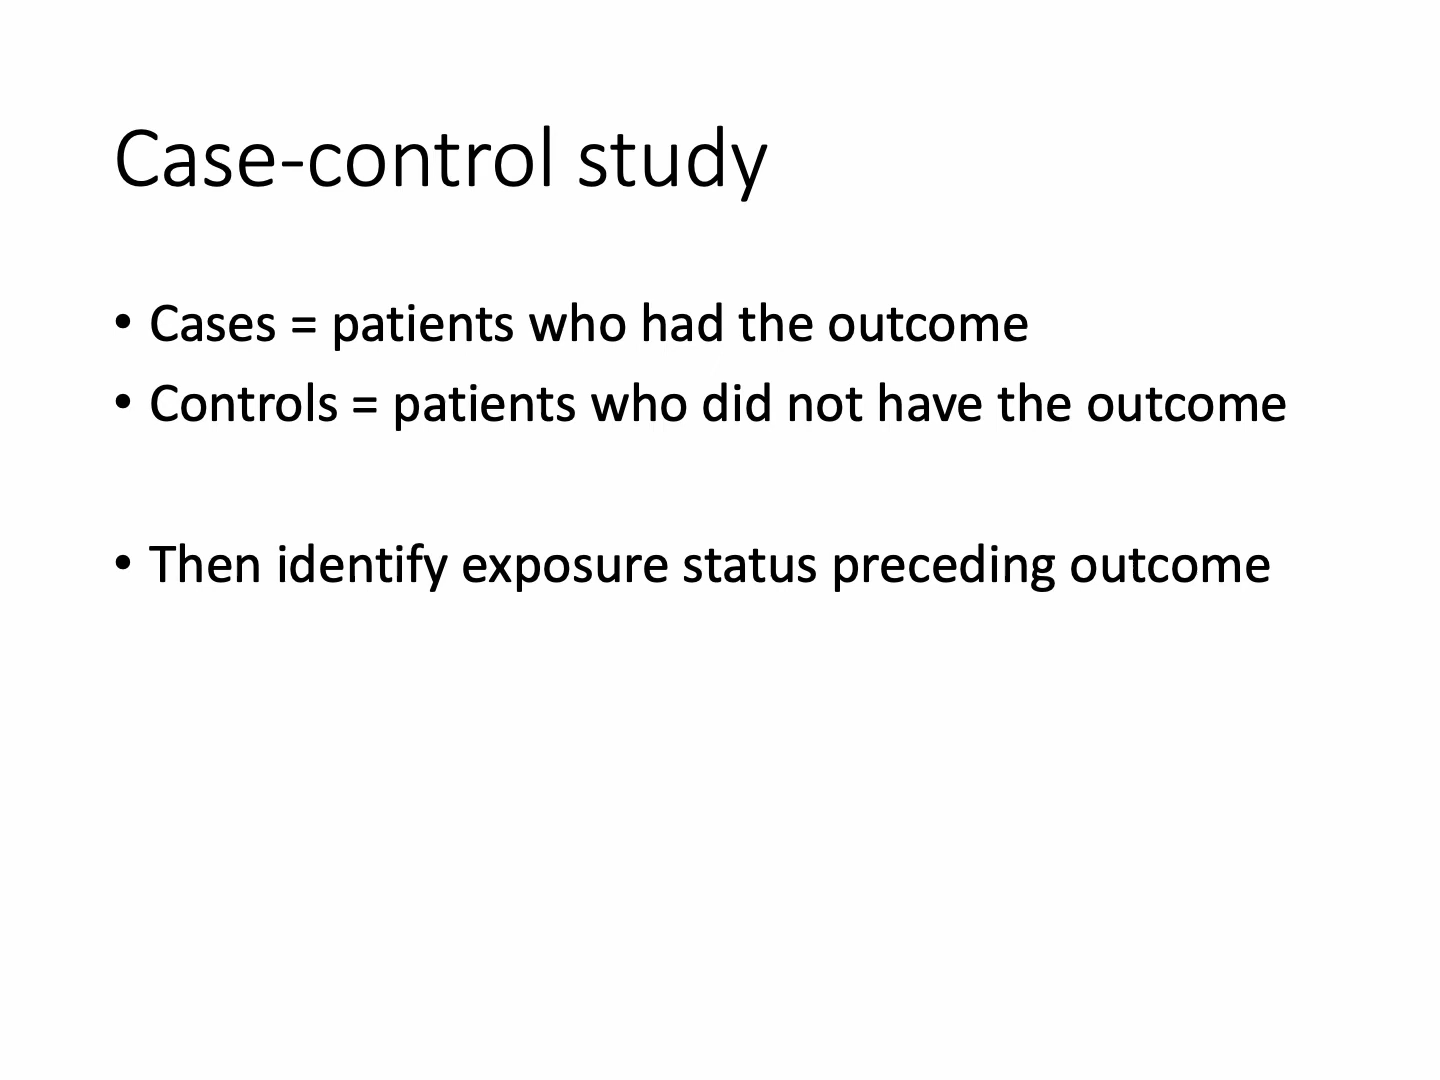 Case-control study
• Cases = patients who had the outcome
• Controls = patients who did not have the outcome
• Then identify exposure status preceding outcome